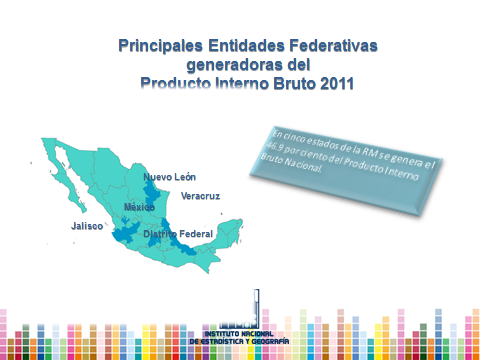 Principales Entidades Federativas
generadoras del
Producto Interno Bruto 2011
En cinco estados de la RM se genera el
46.9 por ciento del Producto Interno
Bruto Nacional.
Nuevo León
Veracruz
México
Jalisco
Distrito Federal
INSTITUTO NACIONAL
DE ESTADÍSTICA Y GEOGRAFÍA